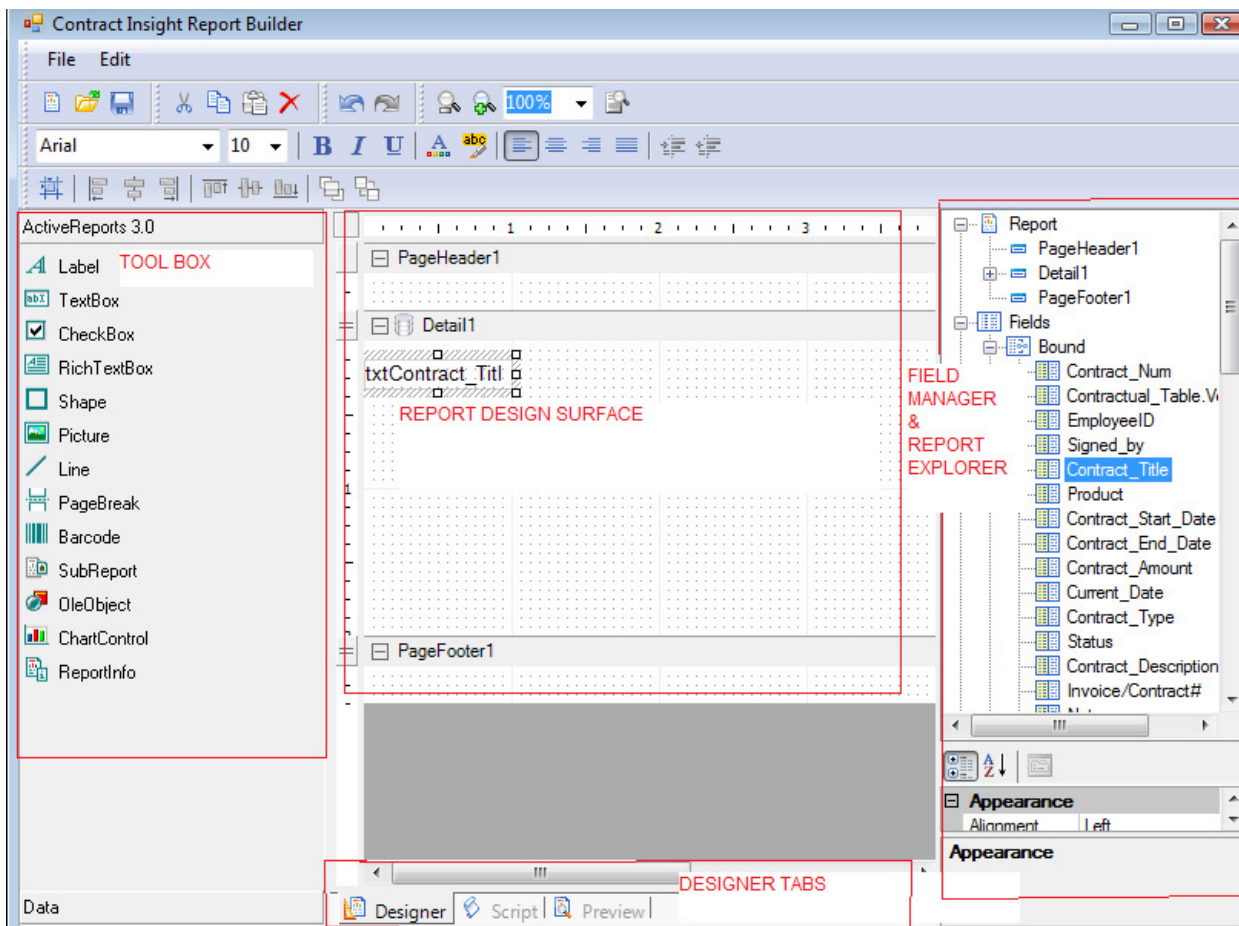 Contract Insight Report Builder
File Edit
100%
Arial 10 B I U A abc
ActiveReports 3.0
TOOL BOX
Label
TextBox
CheckBox
RichTextBox
Shape
Picture
Line
PageBreak
Barcode
SubReport
OleObject
ChartControl
ReportInfo
Data
1 2 3
PageHeader1
Detail1
txtContract_Titl
REPORT DESIGN SURFACE
1
PageFooter1
DESIGNER TABS
Designer Script Preview
FIELD
MANAGER
&
REPORT
EXPLORER
Report
PageHeader1
Detail1
PageFooter1
Fields
Bound
Contract_Num
Contractual_Table.V
EmployeeID
Signed_by
Contract_Title
Product
Contract_Start_Date
Contract_End_Date
Contract_Amount
Current_Date
Contract_Type
Status
Contract_Description
Invoice/Contract#
Appearance
Alignment Left
Appearance